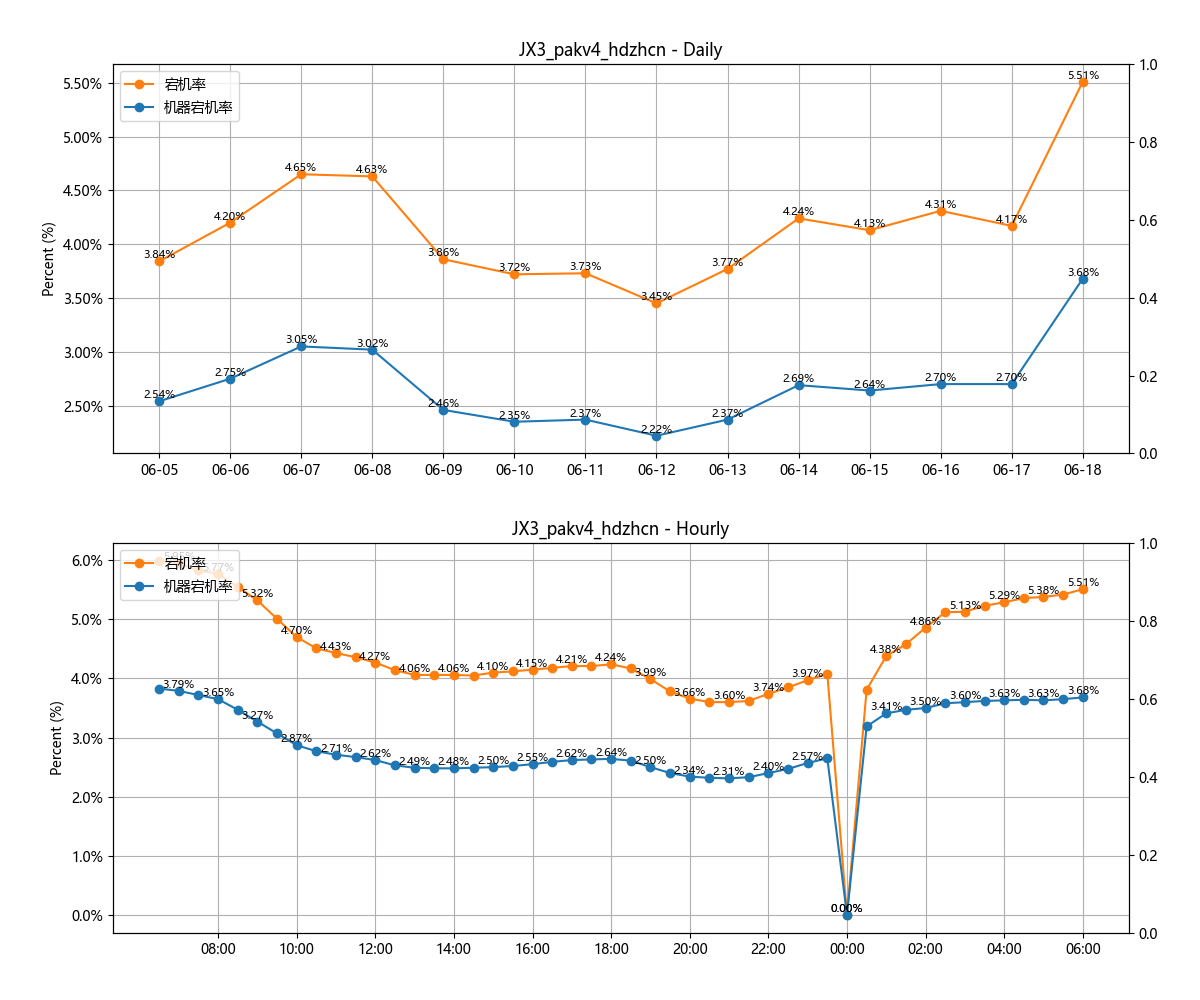 JX3_pakv4_hdzhcn - Daily
宕机率
机器宕机率
Percent (%)
5.50%
5.00%
4.50%
4.00%
3.50%
3.00%
2.50%
1.0
0.8
0.6
0.4
0.2
0.0
3.84% 4.20% 4.65% 4.63% 3.86% 3.72% 3.73% 3.45% 3.77% 4.24% 4.13% 4.31% 4.17% 5.51%
2.54% 2.75% 3.05% 3.02% 2.46% 2.35% 2.37% 2.22% 2.37% 2.69% 2.64% 2.70% 2.70% 3.68%
06-05 06-06 06-07 06-08 06-09 06-10 06-11 06-12 06-13 06-14 06-15 06-16 06-17 06-18
JX3_pakv4_hdzhcn - Hourly
宕机率
机器宕机率
Percent (%)
6.0%
5.0%
4.0%
3.0%
2.0%
1.0%
0.0%
1.0
0.8
0.6
0.4
0.2
0.0
5.32% 4.70% 4.43% 4.27% 4.06% 4.06% 4.10% 4.15% 4.21% 4.24% 3.99% 3.66% 3.60% 3.74% 3.97% 0.00% 4.38% 4.86% 5.13% 5.29% 5.38% 5.51%
3.79% 3.65% 3.27% 2.87% 2.71% 2.62% 2.49% 2.48% 2.50% 2.55% 2.62% 2.64% 2.50% 2.34% 2.31% 2.40% 2.57% 0.00% 3.41% 3.50% 3.60% 3.63% 3.63% 3.68%
08:00 10:00 12:00 14:00 16:00 18:00 20:00 22:00 00:00 02:00 04:00 06:00